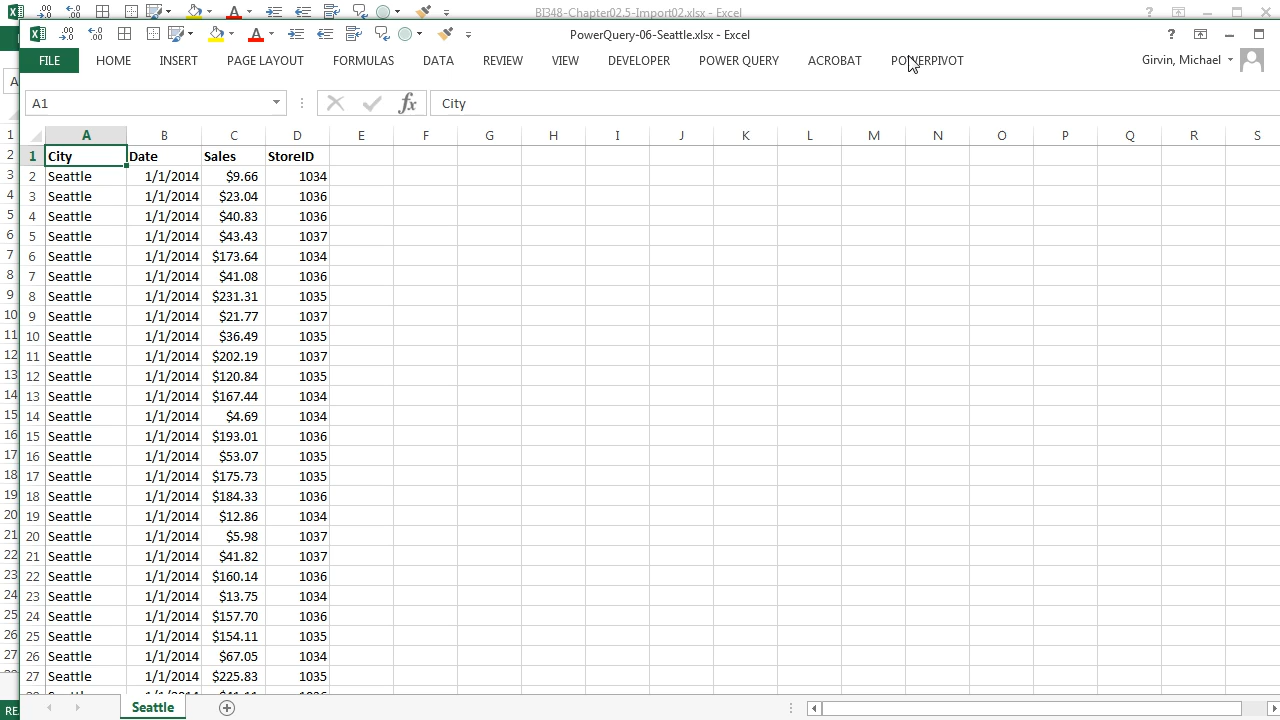 BI348-Chapter02.5-Import02.xlsx - Excel
PowerQuery-06-Seattle.xlsx - Excel
FILE HOME INSERT PAGE LAYOUT FORMULAS DATA REVIEW VIEW DEVELOPER POWER QUERY ACROBAT POWERPIVOT Girvin, Michael
A1 fx City
A B C D E F G H I J K L M N O P Q R S
1 City Date Sales StoreID
2 Seattle 1/1/2014 $9.66 1034
3 Seattle 1/1/2014 $23.04 1036
4 Seattle 1/1/2014 $40.83 1036
5 Seattle 1/1/2014 $43.43 1037
6 Seattle 1/1/2014 $173.64 1034
7 Seattle 1/1/2014 $41.08 1036
8 Seattle 1/1/2014 $231.31 1035
9 Seattle 1/1/2014 $21.77 1037
10 Seattle 1/1/2014 $36.49 1035
11 Seattle 1/1/2014 $202.19 1037
12 Seattle 1/1/2014 $120.84 1035
13 Seattle 1/1/2014 $167.44 1034
14 Seattle 1/1/2014 $4.69 1034
15 Seattle 1/1/2014 $193.01 1036
16 Seattle 1/1/2014 $53.07 1035
17 Seattle 1/1/2014 $175.73 1035
18 Seattle 1/1/2014 $184.33 1036
19 Seattle 1/1/2014 $12.86 1034
20 Seattle 1/1/2014 $5.98 1037
21 Seattle 1/1/2014 $41.82 1037
22 Seattle 1/1/2014 $160.14 1036
23 Seattle 1/1/2014 $13.75 1034
24 Seattle 1/1/2014 $157.70 1036
25 Seattle 1/1/2014 $154.11 1035
26 Seattle 1/1/2014 $67.05 1034
27 Seattle 1/1/2014 $225.83 1035
Seattle